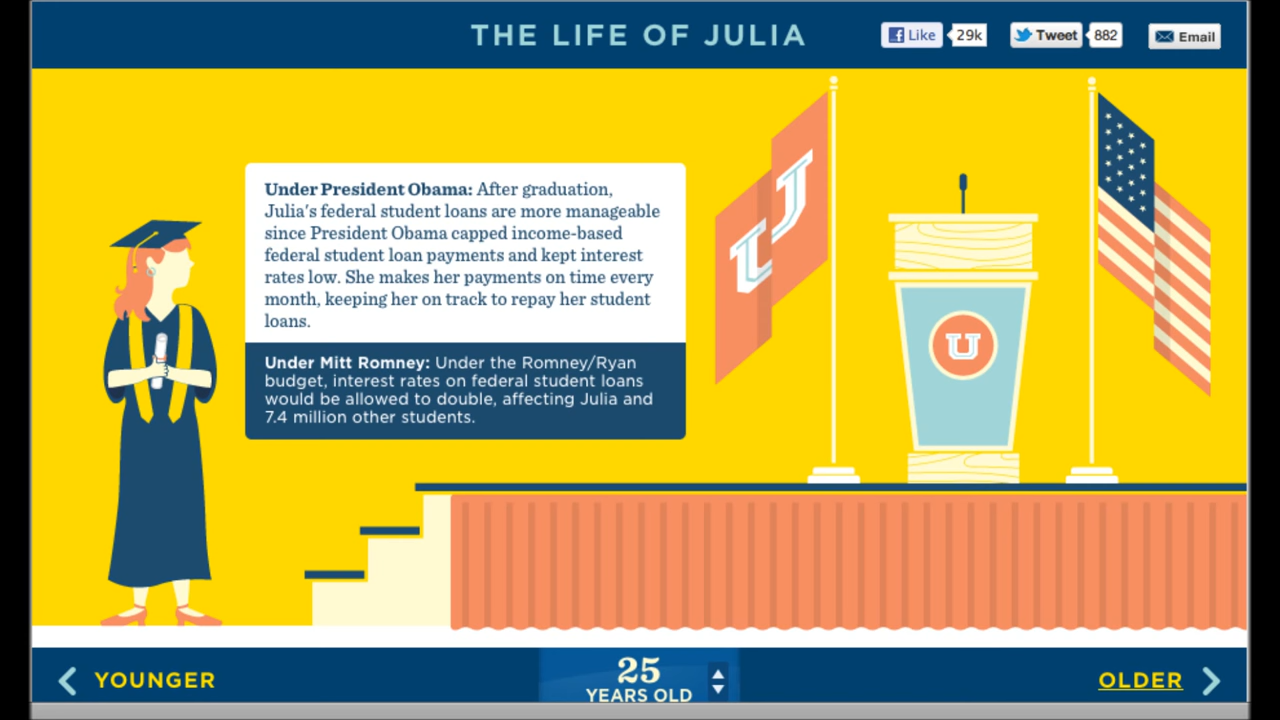 THE LIFE OF JULIA
Like 29k
Tweet 882
Email
Under President Obama: After graduation,
Julia's federal student loans are more manageable
since President Obama capped income-based
federal student loan payments and kept interest
rates low. She makes her payments on time every
month, keeping her on track to repay her student
loans.
Under Mitt Romney: Under the Romney/Ryan
budget, interest rates on federal student loans
would be allowed to double, affecting Julia and
7.4 million other students.
U
U
YOUNGER
25
YEARS OLD
OLDER